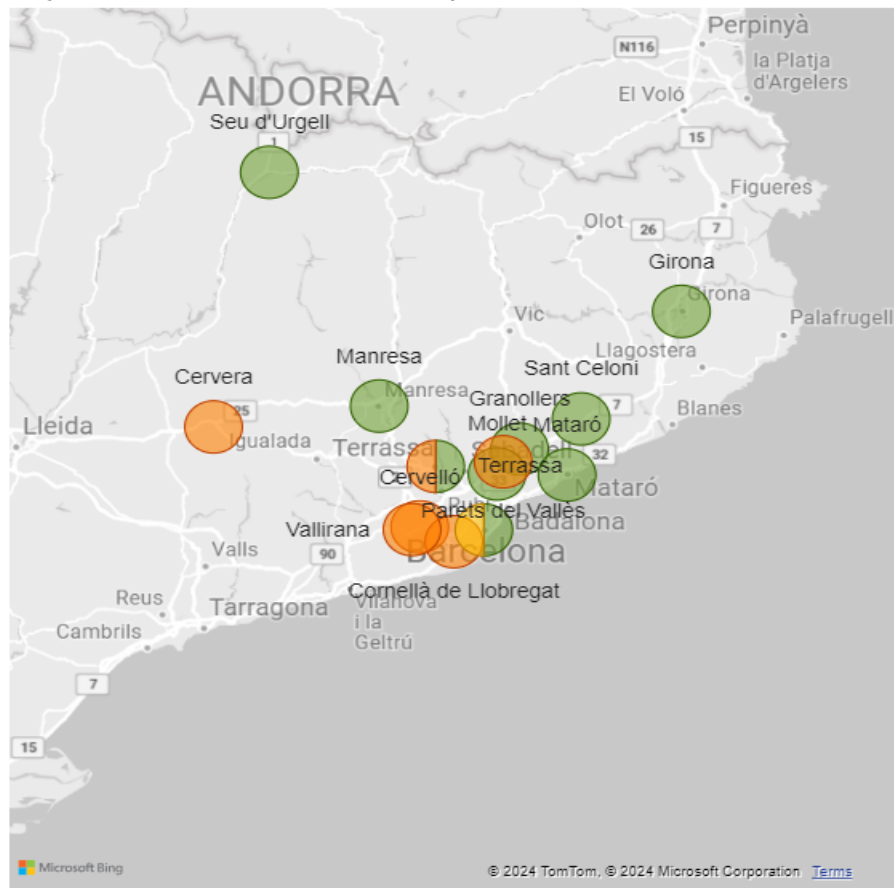 Perpinyà
N116
la Platja
d'Argelers
El Voló
ANDORRA
Seu d'Urgell
1
15
Figueres
Olot
26
7
Girona
Girona
Vic
Palafrugell
Llagostera
Manresa
Manresa
Sant Celoni
Cervera
Granollers
7
Blanes
25
Lleida
Igualada
Mollet
Mataró
Terrassa
Sabadell
32
Terrassa
Cervelló
33
Mataró
Parets del Vallès
Badalona
Vallirana
Barcelona
Valls
90
Cornellà de Llobregat
Reus
Tarragona
Vilanova
i la
Geltrú
Cambrils
7
15
Microsoft Bing
© 2024 TomTom, © 2024 Microsoft Corporation Terms